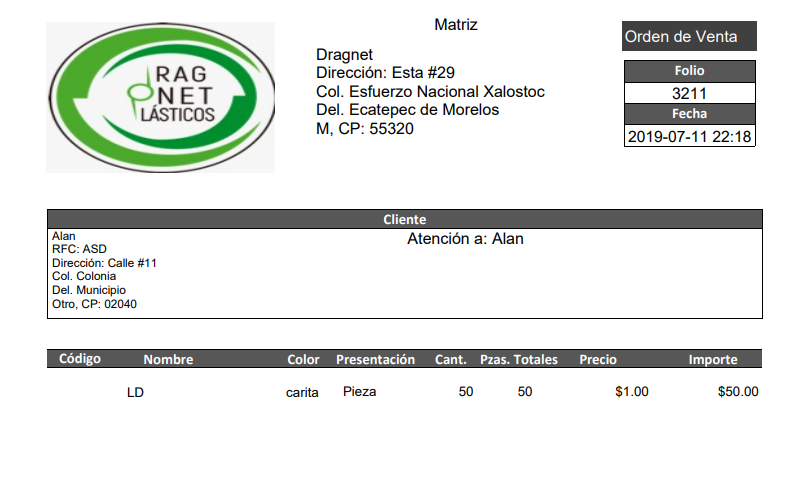 DRAG
PNET
LÁSTICOS
Matriz
Dragnet
Dirección: Esta #29
Col. Esfuerzo Nacional Xalostoc
Del. Ecatepec de Morelos
M, CP: 55320
Orden de Venta
Folio
3211
Fecha
2019-07-11 22:18
Cliente
Alan
RFC: ASD
Dirección: Calle #11
Col. Colonia
Del. Municipio
Otro, CP: 02040
Atención a: Alan
Código Nombre Color Presentación Cant. Pzas. Totales Precio Importe
LD carita Pieza 50 50 $1.00 $50.00